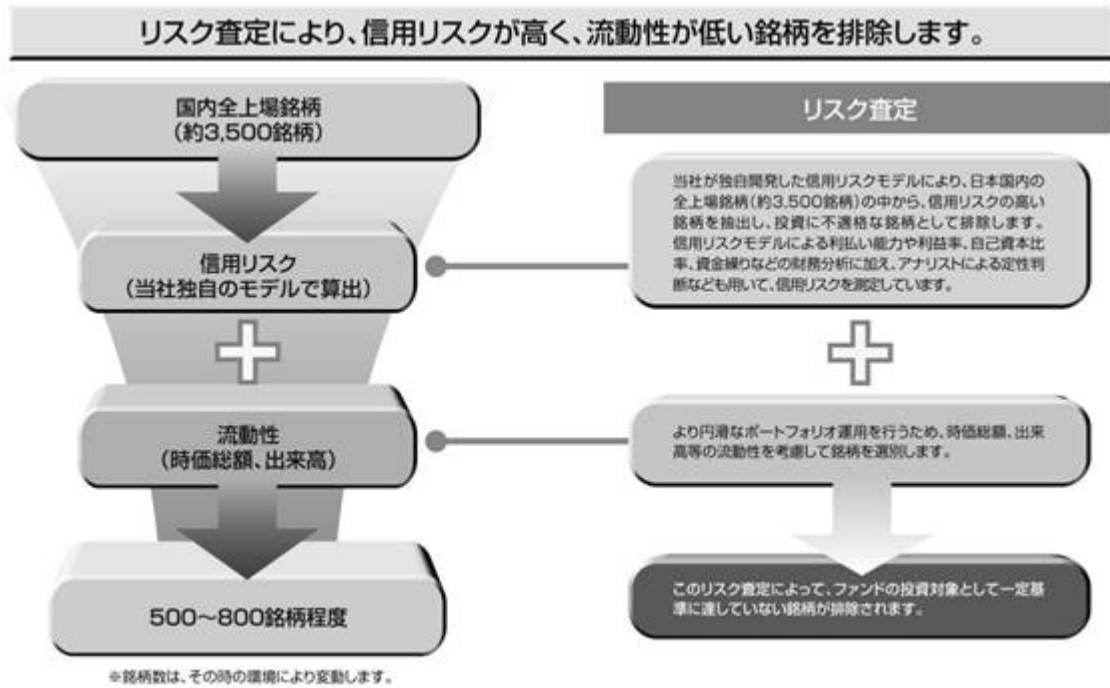 リスク査定により、信用リスクが高く、流動性が低い銘柄を排除します。
国内全上場銘柄
(約3,500銘柄)
信用リスク
(当社独自のモデルで算出)
流動性
(時価総額、出来高)
500〜800銘柄程度
※銘柄数は、その時の環境により変動します。
リスク査定
当社が独自開発した信用リスクモデルにより、日本国内の
全上場銘柄(約3,500銘柄)の中から、信用リスクの高い
銘柄を抽出し、投資に不適格な銘柄として排除します。
信用リスクモデルによる利払い能力や利益率、自己資本比
率、資金繰りなどの財務分析に加え、アナリストによる定性判
断なども用いて、信用リスクを測定しています。
より円滑なポートフォリオ運用を行うため、時価総額、出来
高等の流動性を考慮して銘柄を選別します。
このリスク査定によって、ファンドの投資対象として一定基
準に達していない銘柄が排除されます。